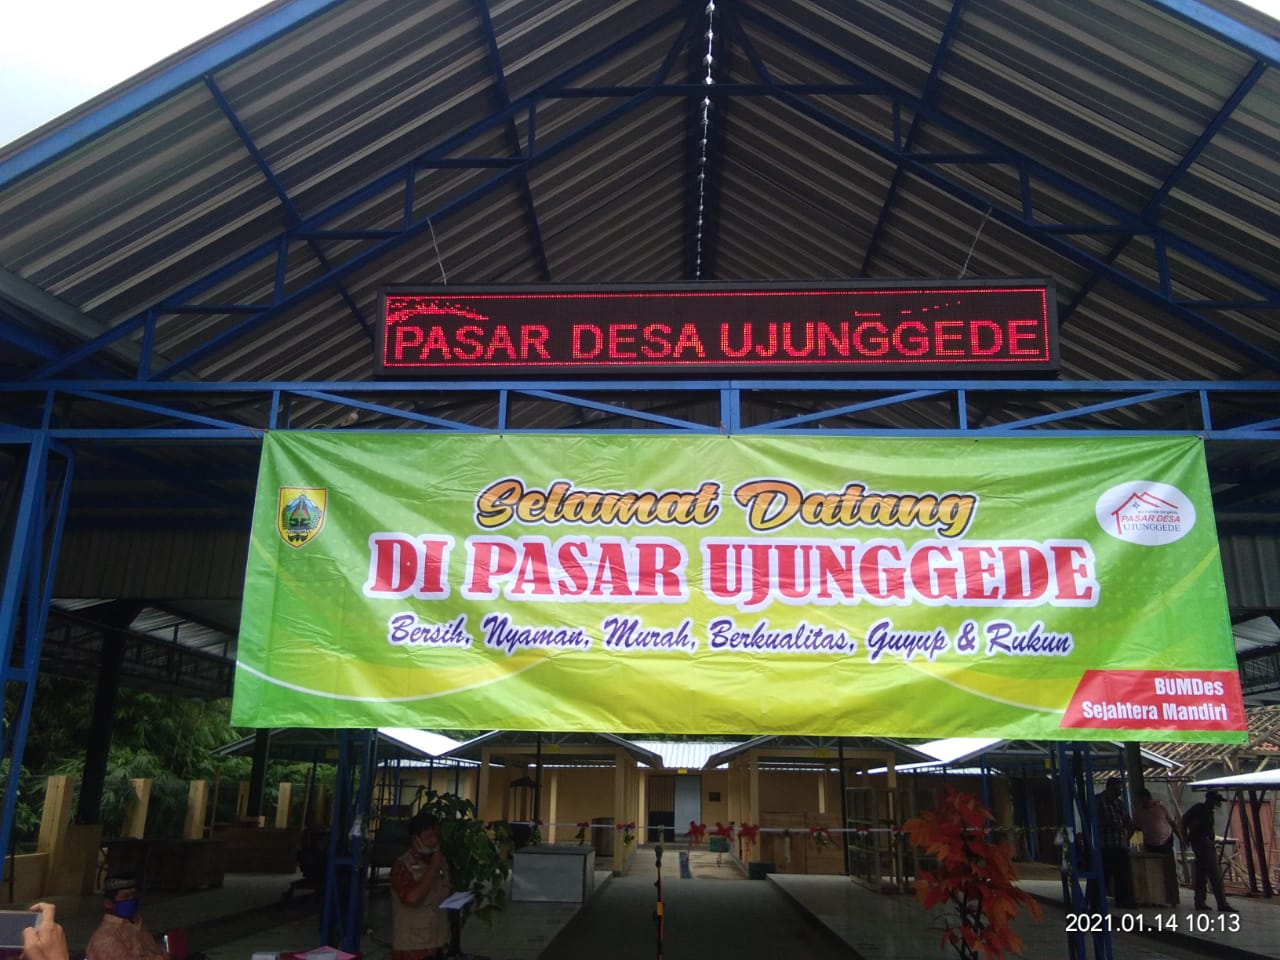 PASAR DESA UJUNGGEDE
Selamat Datang
DI PASAR UJUNGGEDE
Bersih, Nyaman, Murah, Berkualitas, Guyup & Rukun
PASAR DESA
UJUNGGEDE
BUMDes
Sejahtera Mandiri
2021.01.14 10:13